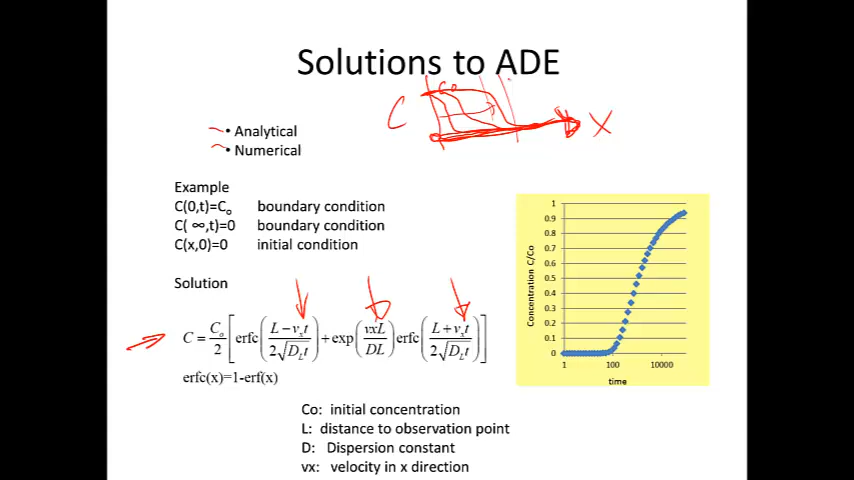 Solutions to ADE
C
Co
X
• Analytical
• Numerical
Example
C(0,t)=Co boundary condition
C( ∞,t)=0 boundary condition
C(x,0)=0 initial condition
Solution
C = Co/2 [ erfc( (L − vxt) / (2√DLt) ) + exp( vxL / DL ) erfc( (L + vxt) / (2√DLt) ) ]
erfc(x)=1-erf(x)
Co: initial concentration
L: distance to observation point
D: Dispersion constant
vx: velocity in x direction
Concentration C/Co
1
0.9
0.8
0.7
0.6
0.5
0.4
0.3
0.2
0.1
0
1 100 10000
time